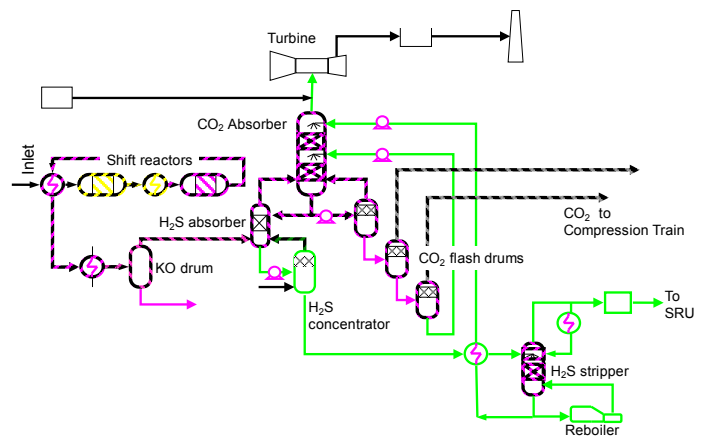 Turbine
CO2 Absorber
Inlet
Shift reactors
H2S absorber
CO2 to
Compression Train
KO drum
CO2 flash drums
H2S
concentrator
To
SRU
H2S stripper
Reboiler